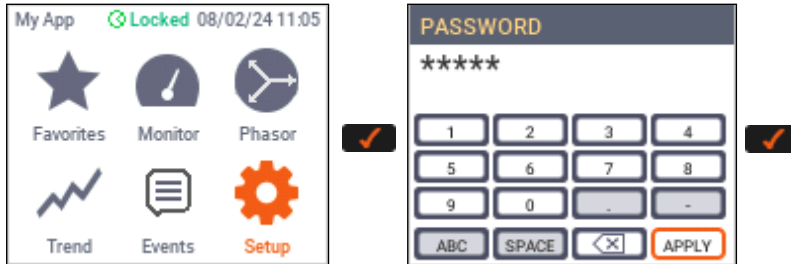 My App Locked 08/02/24 11:05
Favorites Monitor Phasor
Trend Events Setup
PASSWORD
*****
1 2 3 4
5 6 7 8
9 0 . -
ABC SPACE APPLY